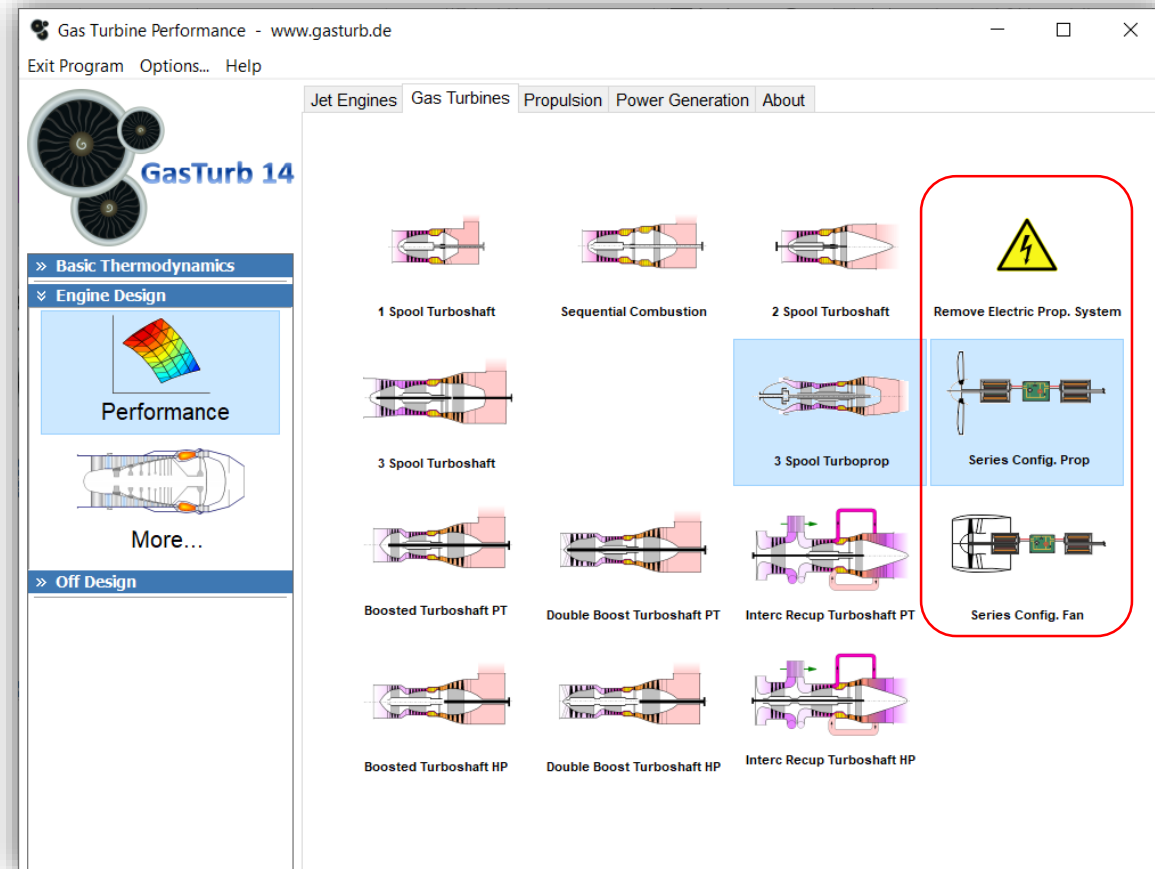 Gas Turbine Performance - www.gasturb.de
Exit Program Options... Help
Jet Engines Gas Turbines Propulsion Power Generation About
G
GasTurb 14
G
» Basic Thermodynamics
Engine Design
Performance
More...
» Off Design
1 Spool Turboshaft
Sequential Combustion
2 Spool Turboshaft
Remove Electric Prop. System
3 Spool Turboshaft
3 Spool Turboprop
Series Config. Prop
Boosted Turboshaft PT
Double Boost Turboshaft PT
Interc Recup Turboshaft PT
Series Config. Fan
Boosted Turboshaft HP
Double Boost Turboshaft HP
Interc Recup Turboshaft HP